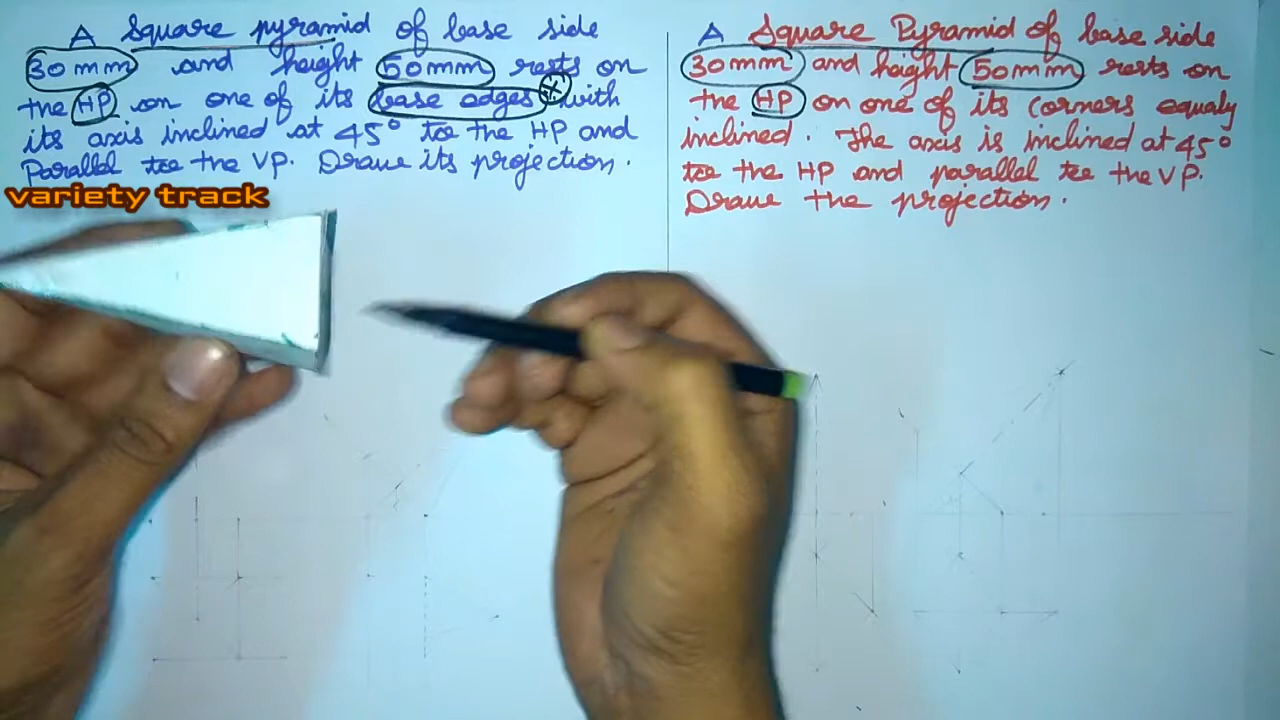 A Square pyramid of base side
30 mm and height 50mm rests on
the HP on one of its base edges with
its axis inclined at 45° to the HP and
Parallel to the VP. Draw its projection.
variety track
A Square Pyramid of base side
30mm and height 50mm rests on
the HP on one of its corners equaly
inclined. The axis is inclined at 45°
to the HP and parallel to the VP.
Draw the projection.